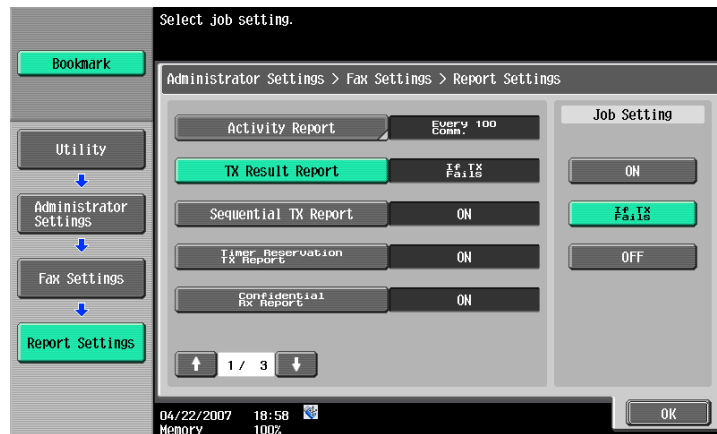 Select job setting.
Bookmark
Administrator Settings > Fax Settings > Report Settings
Utility
Administrator
Settings
Fax Settings
Report Settings
Activity Report
Every 100
Comm.
TX Result Report
If TX
Fails
Sequential TX Report
ON
Timer Reservation
TX Report
ON
Confidential
Rx Report
ON
1/ 3
Job Setting
ON
If TX
Fails
OFF
04/22/2007 18:58
Memory 100%
OK